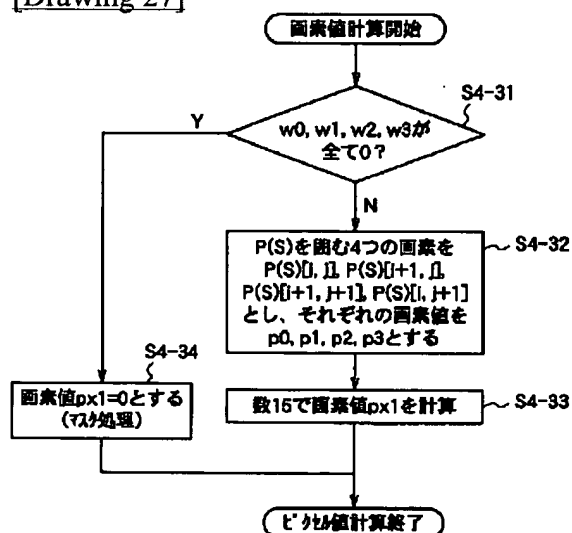 [Drawing 27]
画素値計算開始
S4-31
Y
w0, w1, w2, w3が
全て0?
N
P(S)を囲む4つの画素を
P(S)[i, j], P(S)[i+1, j],
P(S)[i+1, j+1], P(S)[i, j+1]
とし、それぞれの画素値を
p0, p1, p2, p3とする
S4-32
S4-34
画素値px1=0とする
(マスク処理)
数15で画素値px1を計算
S4-33
ピクセル値計算終了